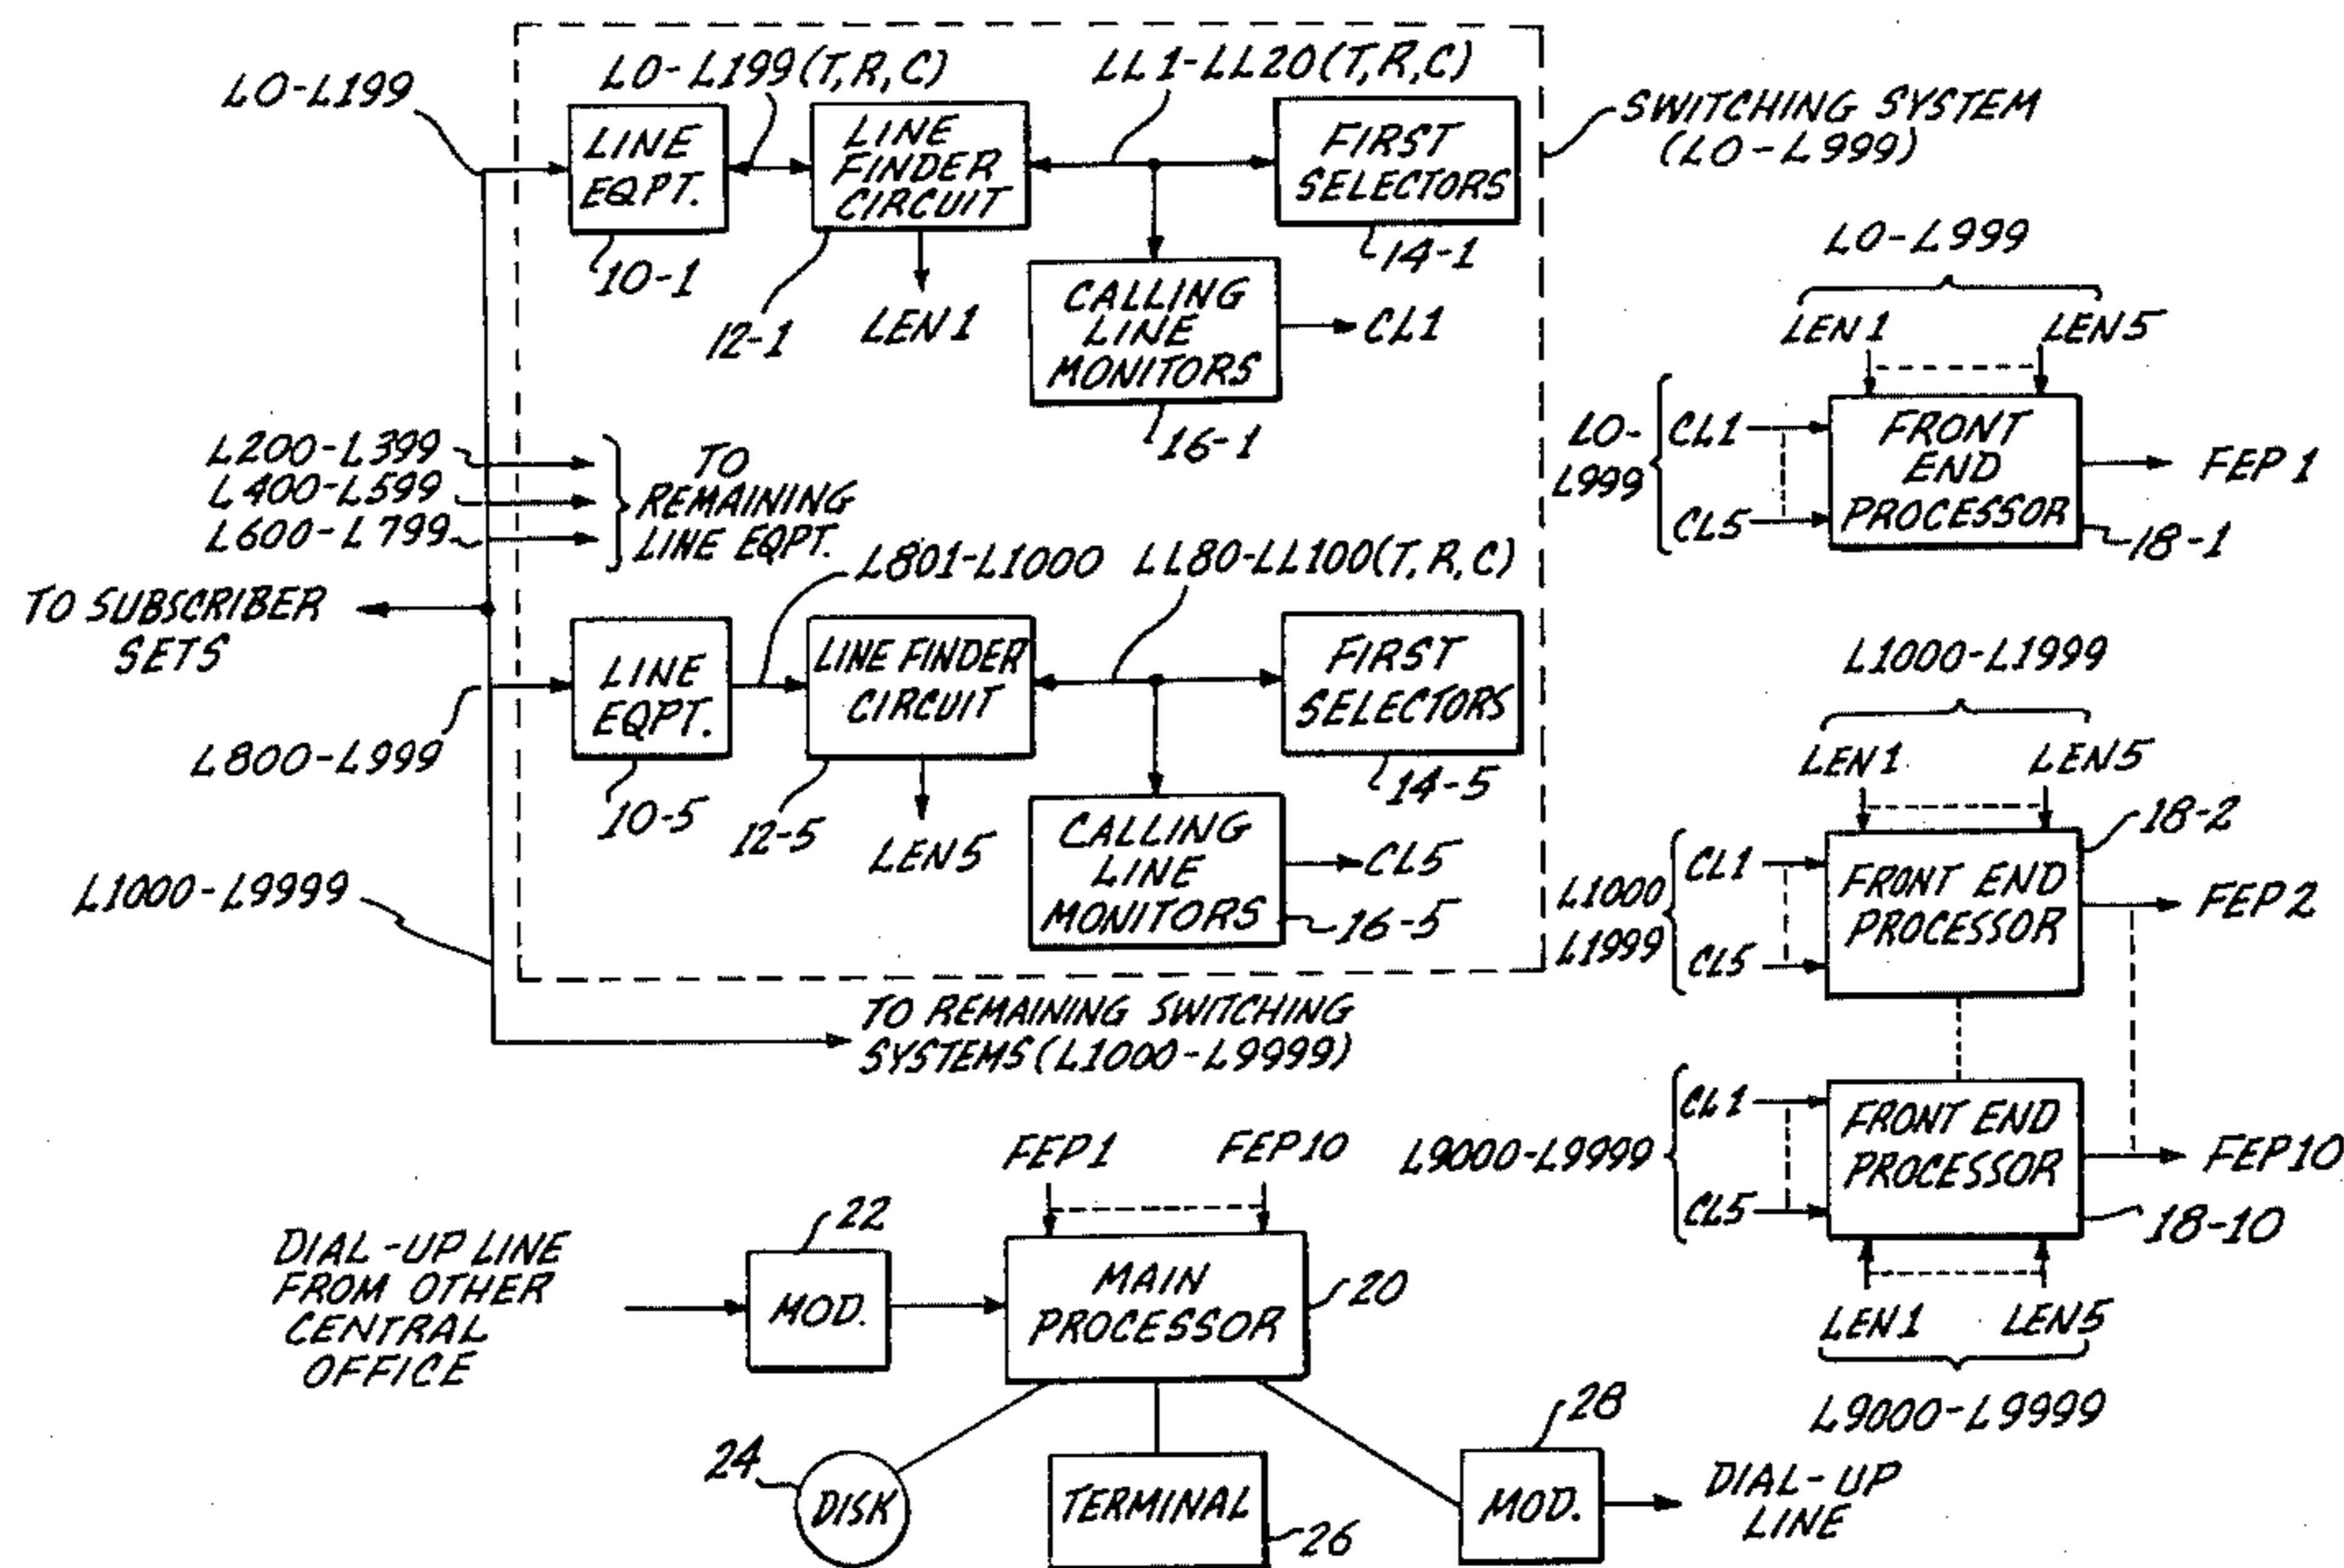 L0-L199
L0-L199(T,R,C)
LL1-LL20(T,R,C)
LINE
EQPT.
10-1
LINE
FINDER
CIRCUIT
12-1
LEN1
FIRST
SELECTORS
14-1
CALLING
LINE
MONITORS
CL1
16-1
SWITCHING SYSTEM
(L0-L999)
L200-L399
L400-L599
L600-L799
TO
REMAINING
LINE EQPT.
TO SUBSCRIBER
SETS
L801-L1000
LL80-LL100(T,R,C)
L800-L999
LINE
EQPT.
10-5
LINE FINDER
CIRCUIT
12-5
LEN5
FIRST
SELECTORS
14-5
CALLING
LINE
MONITORS
CL5
16-5
L1000-L9999
TO REMAINING SWITCHING
SYSTEMS (L1000-L9999)
L0-L999
LEN1
LEN5
L0-
L999
CL1
CL5
FRONT
END
PROCESSOR
FEP1
18-1
L1000-L1999
LEN1
LEN5
18-2
L1000
L1999
CL1
CL5
FRONT END
PROCESSOR
FEP2
L9000-L9999
CL1
CL5
FRONT END
PROCESSOR
FEP10
18-10
LEN1
LEN5
L9000-L9999
DIAL-UP LINE
FROM OTHER
CENTRAL
OFFICE
22
MOD.
FEP1
FEP10
MAIN
PROCESSOR
20
24
DISK
TERMINAL
26
28
MOD.
DIAL-UP
LINE